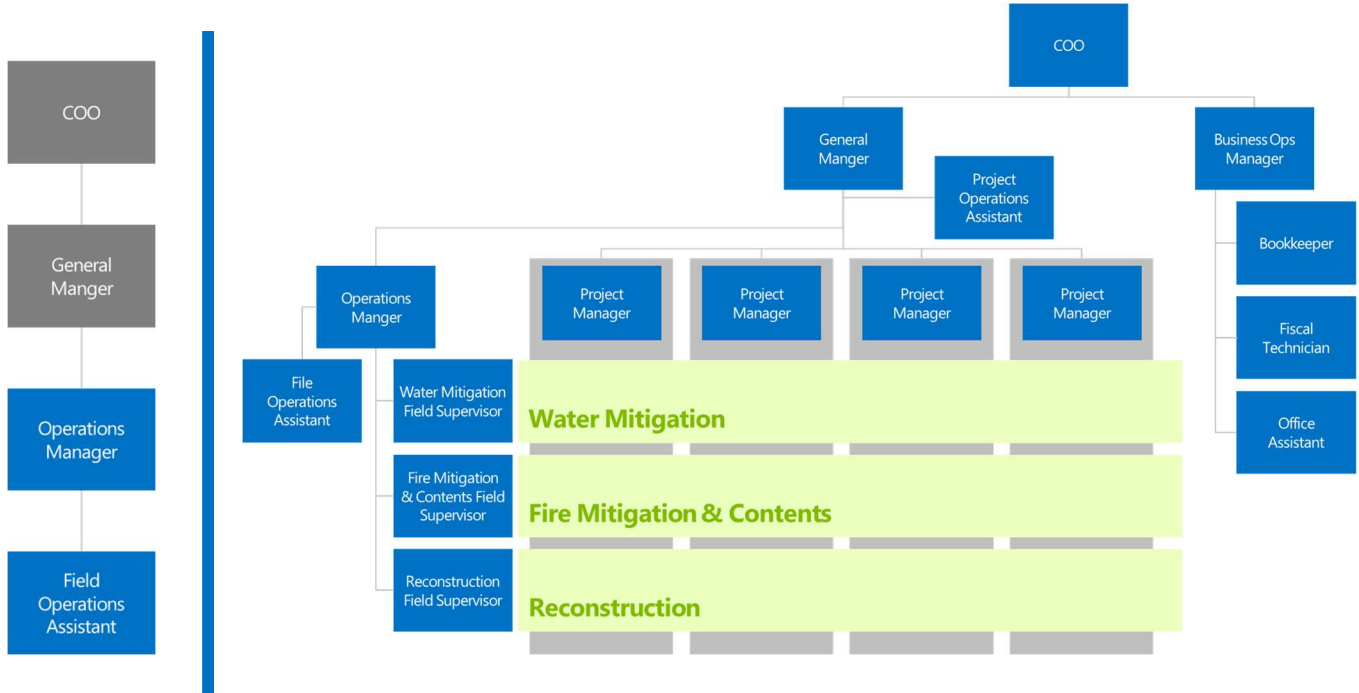 COO
General
Manger
Operations
Manager
Field
Operations
Assistant
COO
General
Manger
Business Ops
Manager
Project
Operations
Assistant
Bookkeeper
Operations
Manger
Project
Manager
Project
Manager
Project
Manager
Project
Manager
Fiscal
Technician
File
Operations
Assistant
Water Mitigation
Field Supervisor
Water Mitigation
Office
Assistant
Fire Mitigation
& Contents Field
Supervisor
Fire Mitigation & Contents
Reconstruction
Field Supervisor
Reconstruction